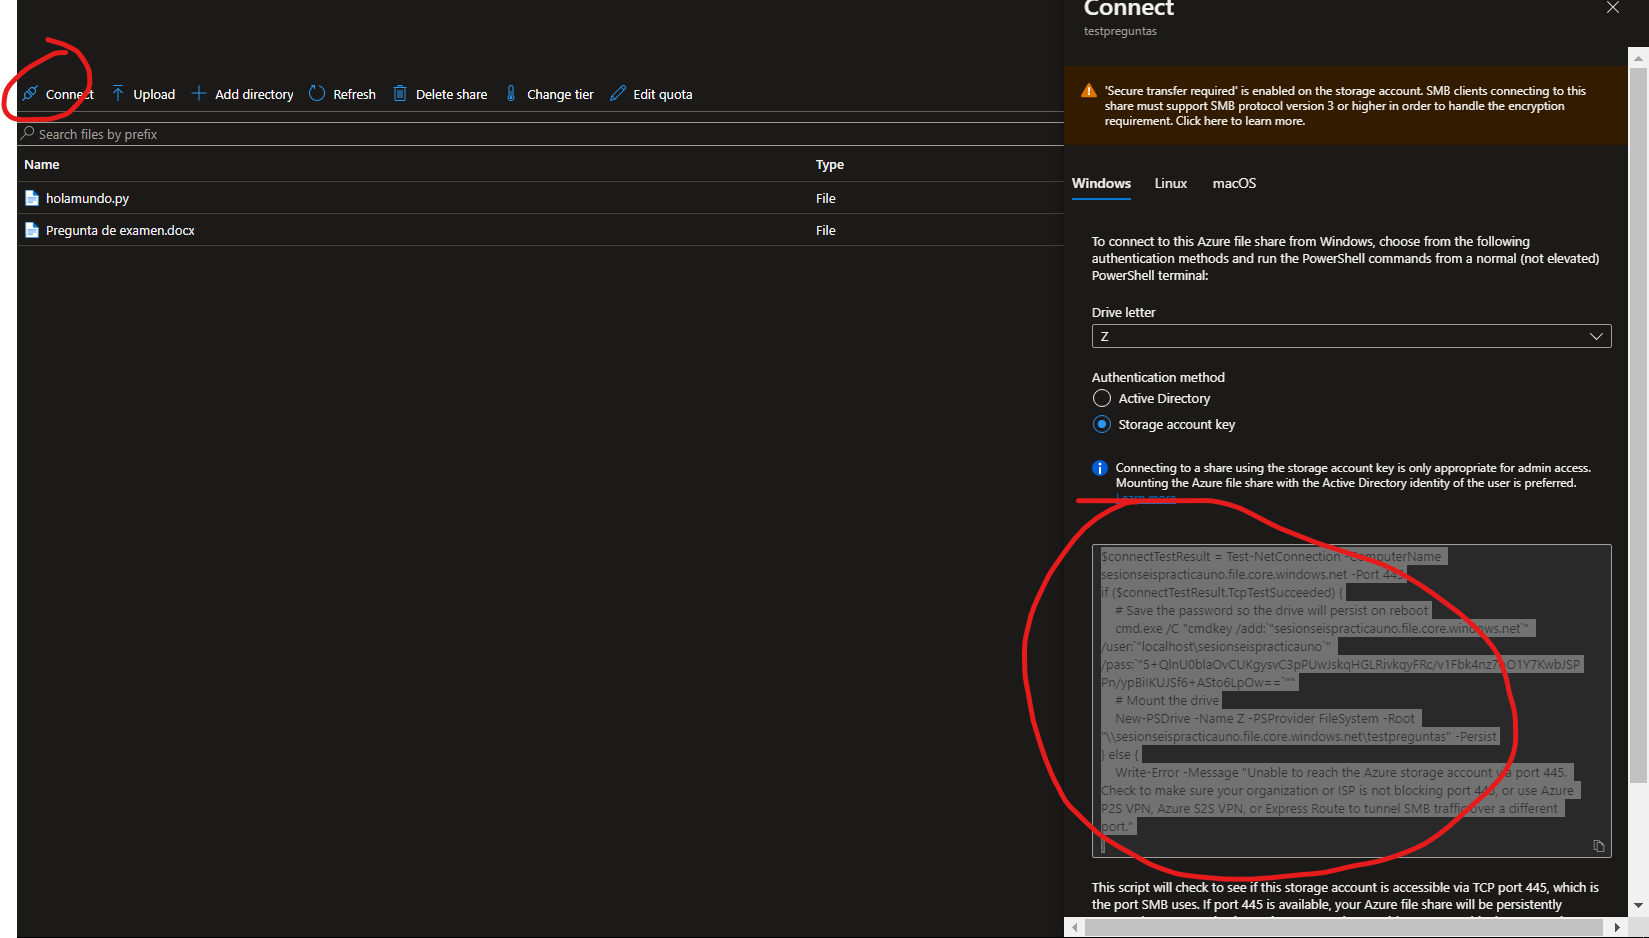 Connect
testpreguntas
Connect Upload Add directory Refresh Delete share Change tier Edit quota
Search files by prefix
Name Type
holamundo.py File
Pregunta de examen.docx File
'Secure transfer required' is enabled on the storage account. SMB clients connecting to this
share must support SMB protocol version 3 or higher in order to handle the encryption
requirement. Click here to learn more.
Windows Linux macOS
To connect to this Azure file share from Windows, choose from the following
authentication methods and run the PowerShell commands from a normal (not elevated)
PowerShell terminal:
Drive letter
Z
Authentication method
Active Directory
Storage account key
Connecting to a share using the storage account key is only appropriate for admin access.
Mounting the Azure file share with the Active Directory identity of the user is preferred.
Learn more
$connectTestResult = Test-NetConnection -ComputerName
sesionseispracticauno.file.core.windows.net -Port 445
if ($connectTestResult.TcpTestSucceeded) {
# Save the password so the drive will persist on reboot
cmd.exe /C "cmdkey /add:`"sesionseispracticauno.file.core.windows.net`"
/user:`"localhost\sesionseispracticauno`"
/pass:`
# Mount the drive
New-PSDrive -Name Z -PSProvider FileSystem -Root
"\\sesionseispracticauno.file.core.windows.net\testpreguntas" -Persist
} else {
Write-Error -Message "Unable to reach the Azure storage account via port 445.
Check to make sure your organization or ISP is not blocking port 445, or use Azure
P2S VPN, Azure S2S VPN, or Express Route to tunnel SMB traffic over a different
port."
}
This script will check to see if this storage account is accessible via TCP port 445, which is
the port SMB uses. If port 445 is available, your Azure file share will be persistently